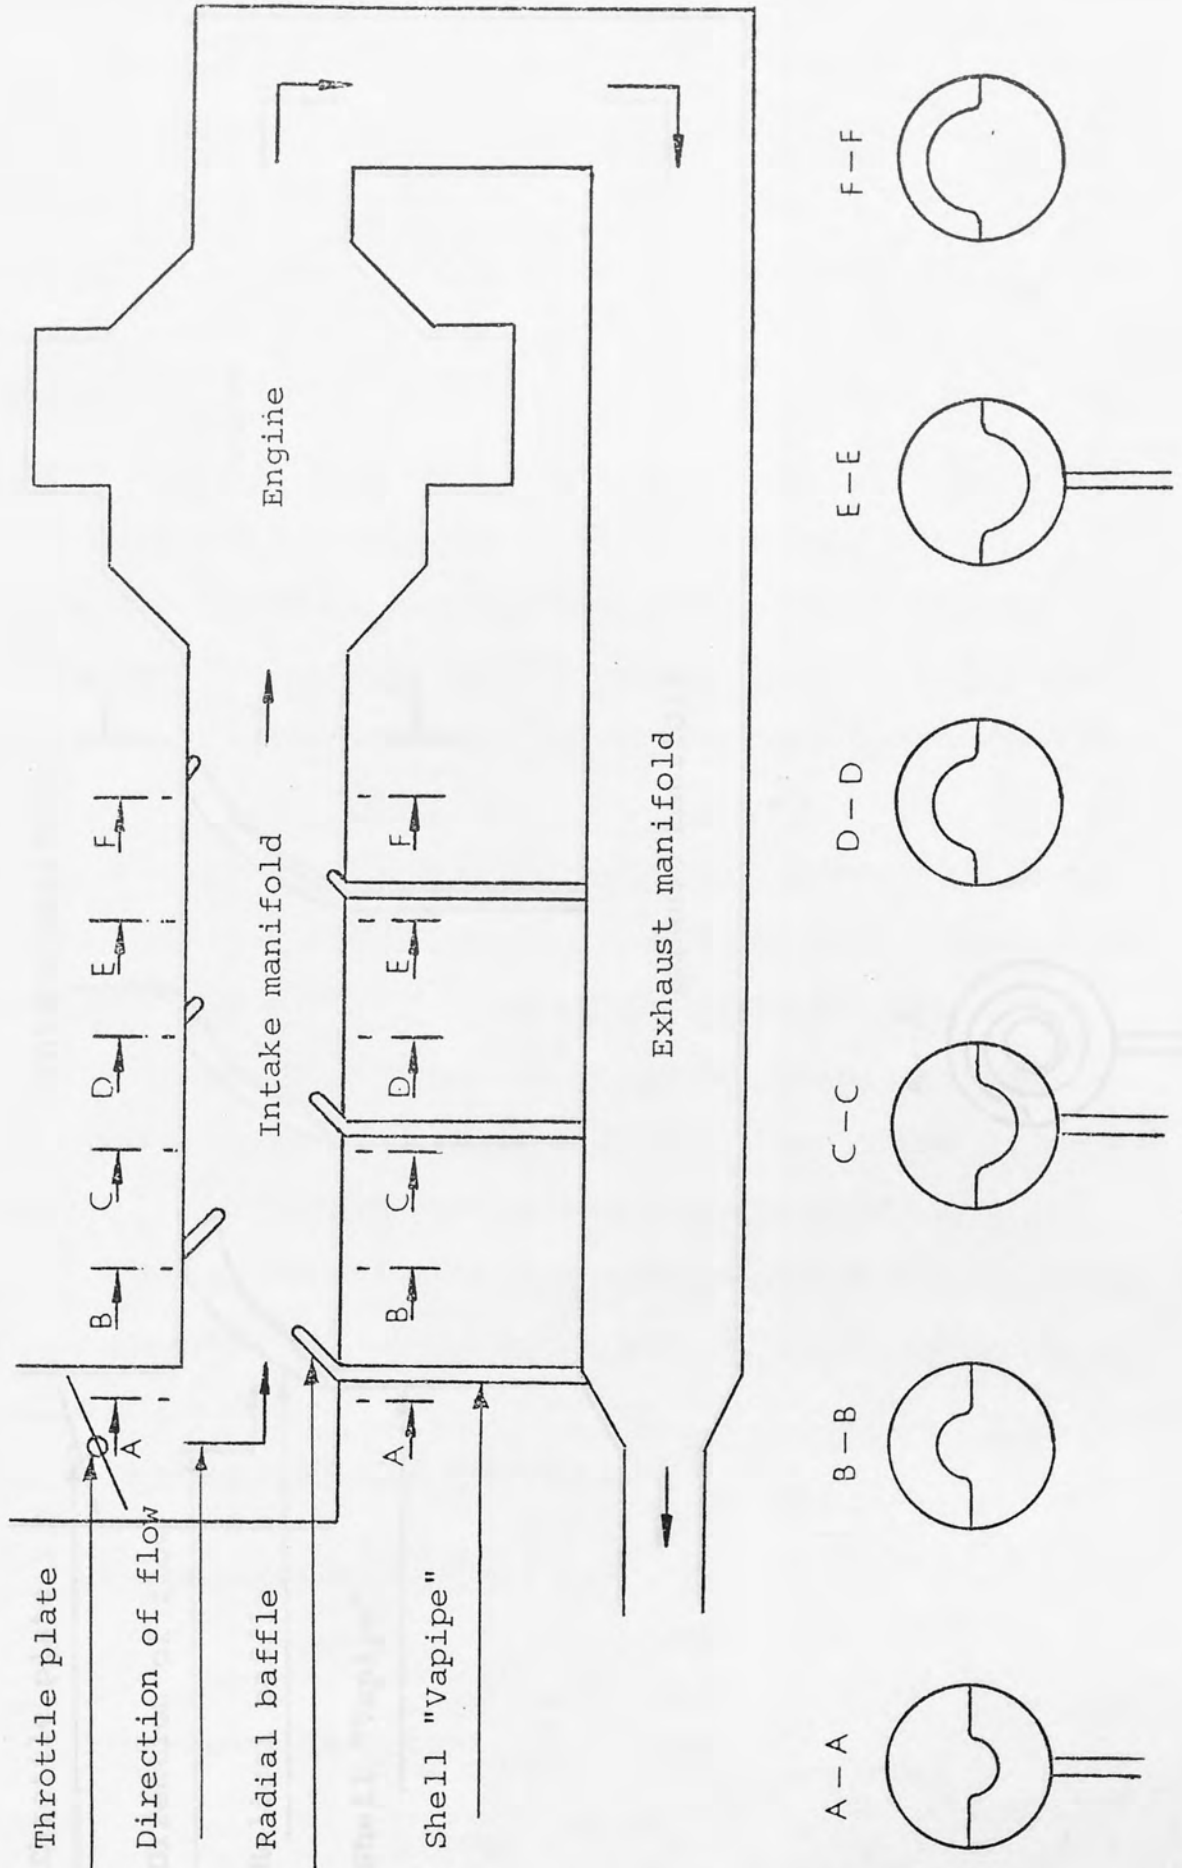 Throttle plate
Direction of flow
Radial baffle
Shell "Vapipe"
A
B
C
D
E
F
Intake manifold
Engine
A
B
C
D
E
F
Exhaust manifold
A-A
B-B
C-C
D-D
E-E
F-F